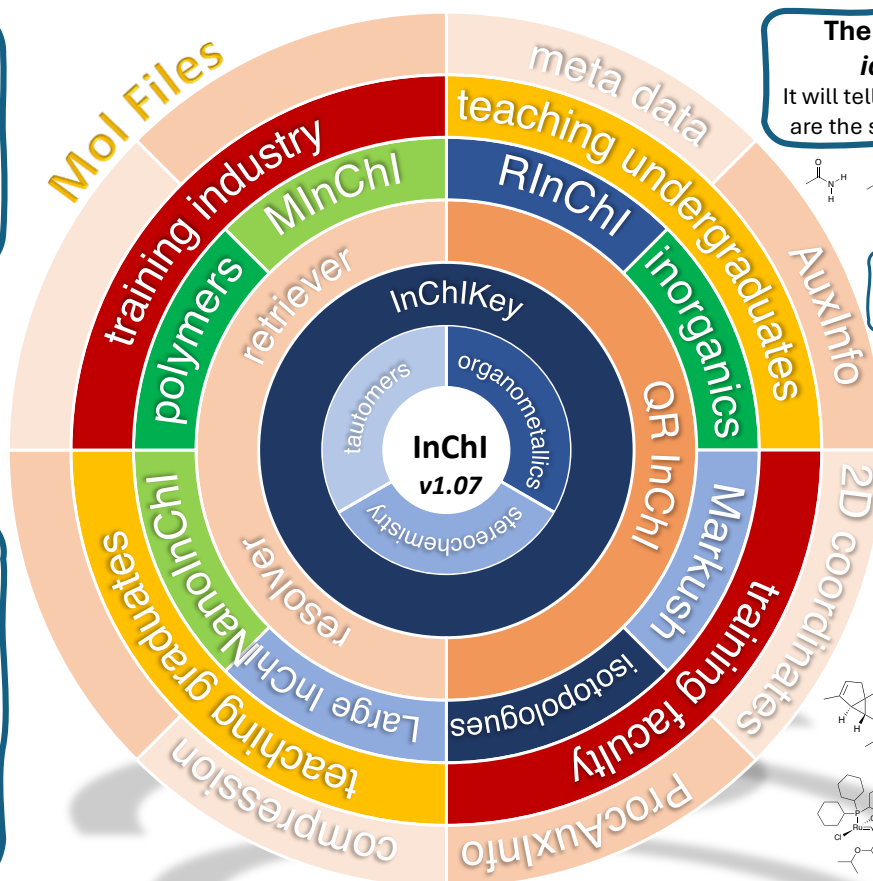 Mol Files
meta data
The
It will tell
are the s
O
N
H
H
AuxInfo
2D coordinates
ProcAuxInfo
compression
training industry
teaching undergraduates
training faculty
teaching graduates
MInChI
RInChI
inorganics
Markush
isotopologues
Large InChI
NanoInChI
polymers
retriever
QR InChI
resolver
InChIKey
tautomers
organometallics
stereochemistry
InChI
v1.07
H
H
P
Ru
Cl
O